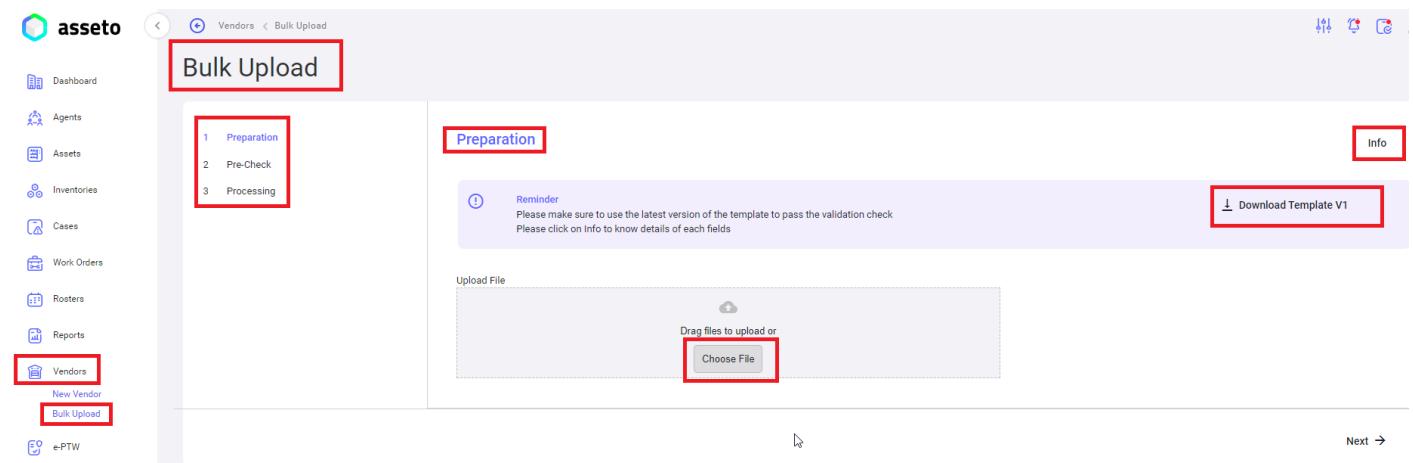 asseto
Vendors < Bulk Upload
Bulk Upload
Dashboard
Agents
Assets
Inventories
Cases
Work Orders
Rosters
Reports
Vendors
New Vendor
Bulk Upload
e-PTW
1 Preparation
2 Pre-Check
3 Processing
Preparation
Info
Reminder
Please make sure to use the latest version of the template to pass the validation check
Please click on Info to know details of each fields
Download Template V1
Upload File
Drag files to upload or
Choose File
Next →